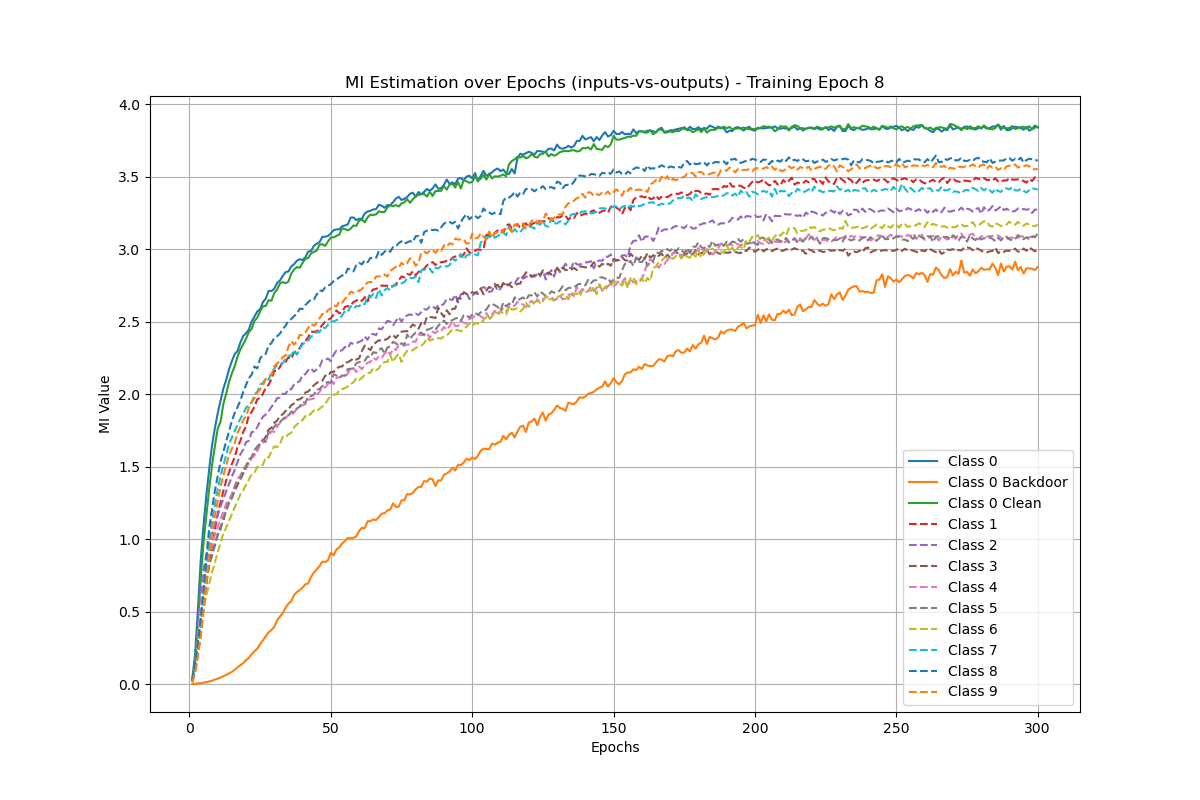 MI Estimation over Epochs (inputs-vs-outputs) - Training Epoch 8
4.0
3.5
3.0
2.5
2.0
1.5
1.0
0.5
0.0
MI Value
0 50 100 150 200 250 300
Epochs
Class 0
Class 0 Backdoor
Class 0 Clean
Class 1
Class 2
Class 3
Class 4
Class 5
Class 6
Class 7
Class 8
Class 9